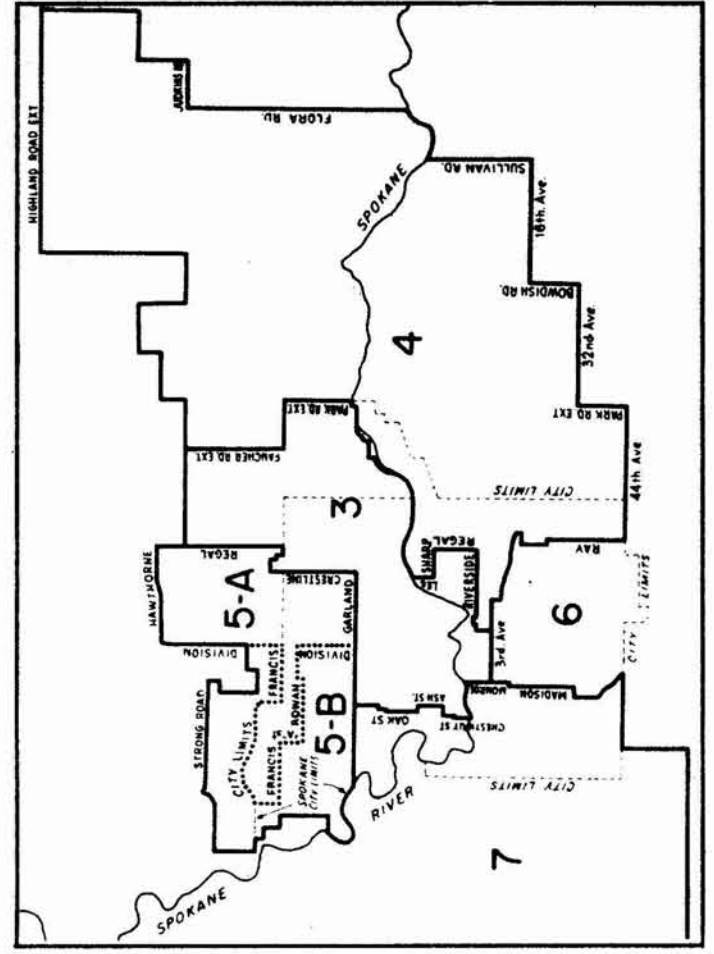 HIGHLAND ROAD EXT
JUDKINS RD
FLORA RD.
SPOKANE
SULLIVAN RD.
16th Ave.
BOWDISH RD.
32nd Ave.
PARK RD EXT
44th Ave
4
PARK RD EXT
FANCHER RD. EXT
CITY LIMITS
3
HAWTHORNE
REGAL
5-A
CRESTLINE
GARLAND
DIVISION
FRANCIS
DIVISION
ROWAN
5-B
STRONG ROAD
CITY LIMITS
FRANCIS
A ST.
SPOKANE
CITY LIMITS
SHARP
REGAL
RIVERSIDE
3rd. Ave
RAY
6
CITY LIMITS
MONROE
MADISON
ASH ST.
OAK ST
CHESTNUT ST
RIVER
CITY LIMITS
7
SPOKANE